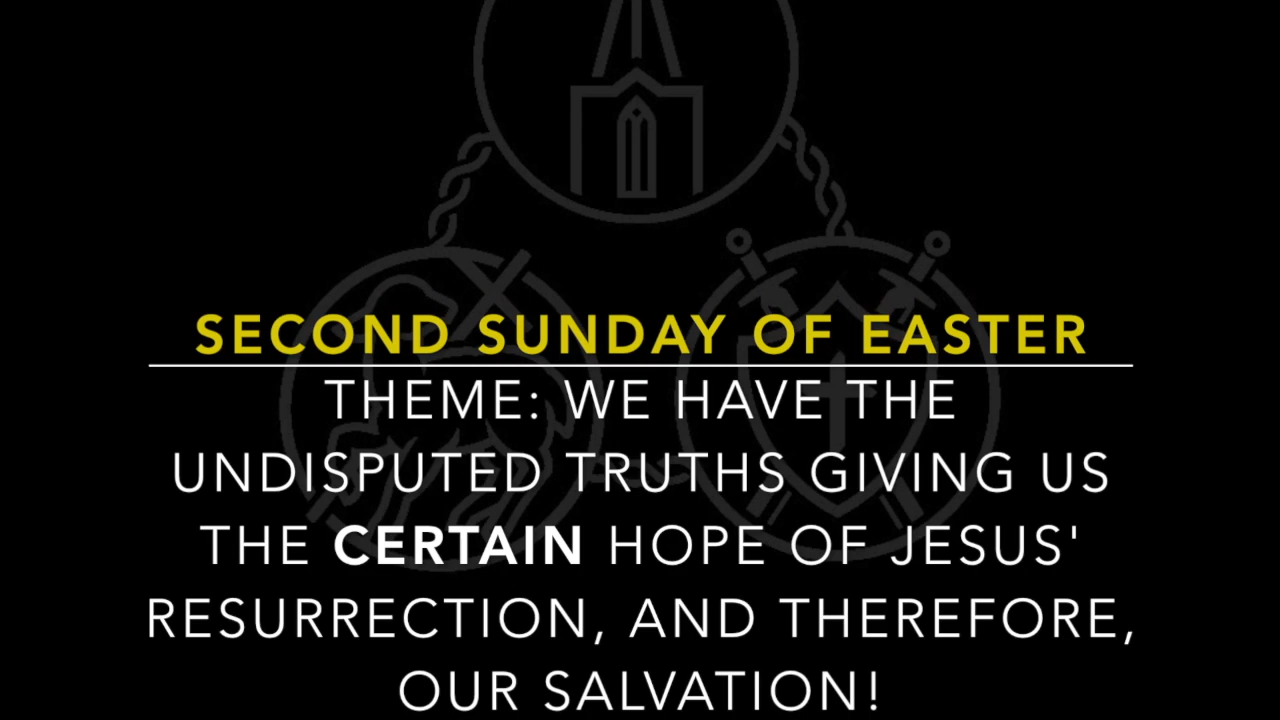 SECOND SUNDAY OF EASTER
THEME: WE HAVE THE
UNDISPUTED TRUTHS GIVING US
THE CERTAIN HOPE OF JESUS'
RESURRECTION, AND THEREFORE,
OUR SALVATION!